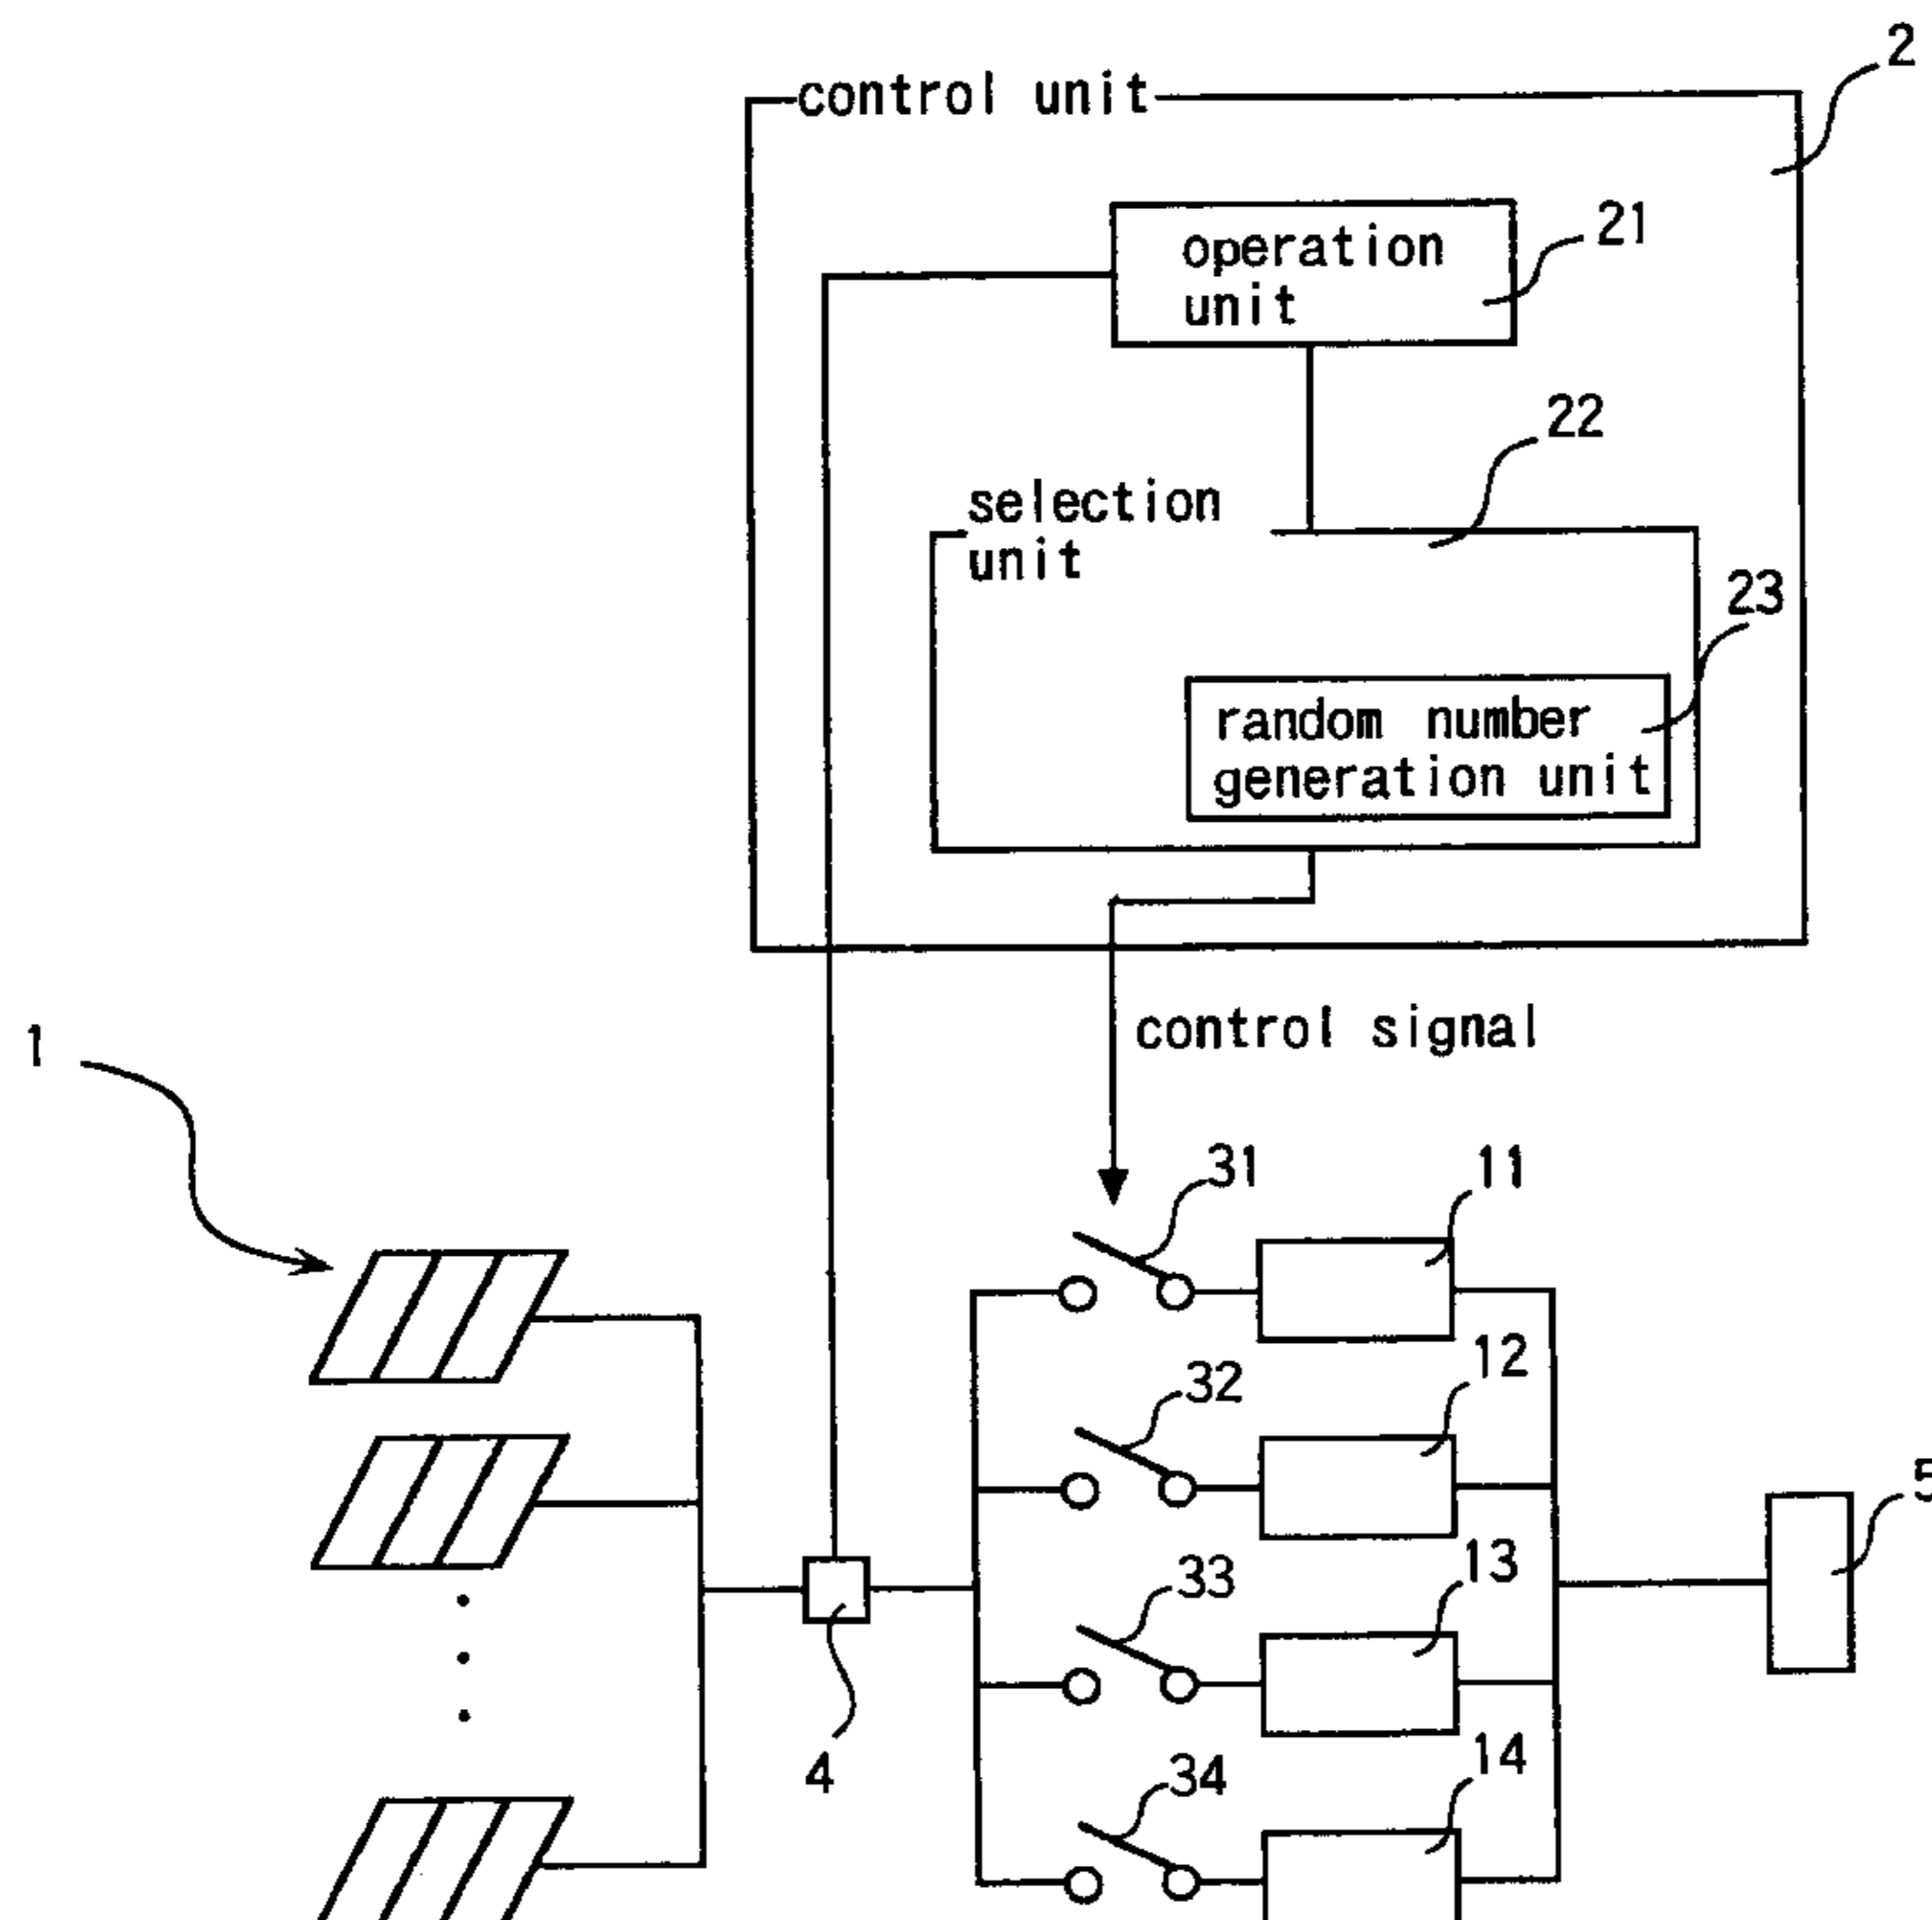 2
control unit
21
operation
unit
22
selection
unit
23
random number
generation unit
control signal
1
31
11
32
12
5
33
13
4
34
14